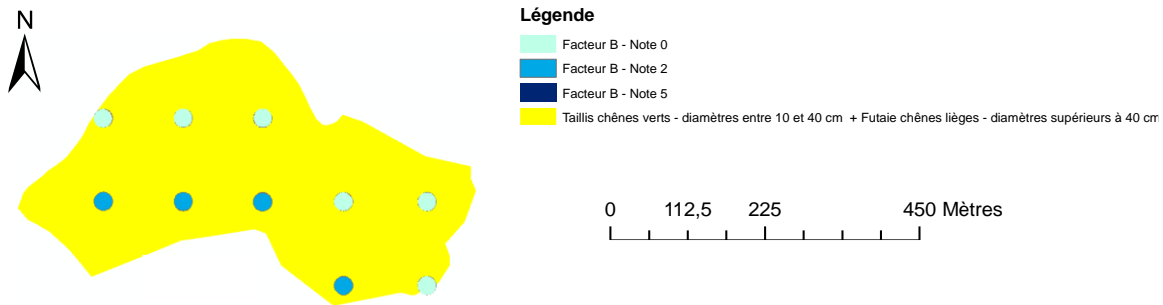 N
Légende
Facteur B - Note 0
Facteur B - Note 2
Facteur B - Note 5
Taillis chênes verts - diamètres entre 10 et 40 cm + Futaie chênes lièges - diamètres supérieurs à 40 cm
0 112,5 225 450 Mètres